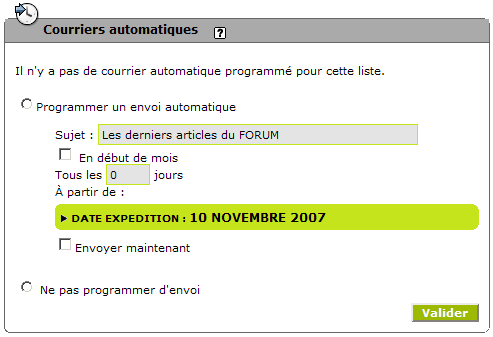 Courriers automatiques ?
Il n'y a pas de courrier automatique programmé pour cette liste.
Programmer un envoi automatique
Sujet : Les derniers articles du FORUM
En début de mois
Tous les 0 jours
À partir de :
DATE EXPEDITION : 10 NOVEMBRE 2007
Envoyer maintenant
Ne pas programmer d'envoi
Valider